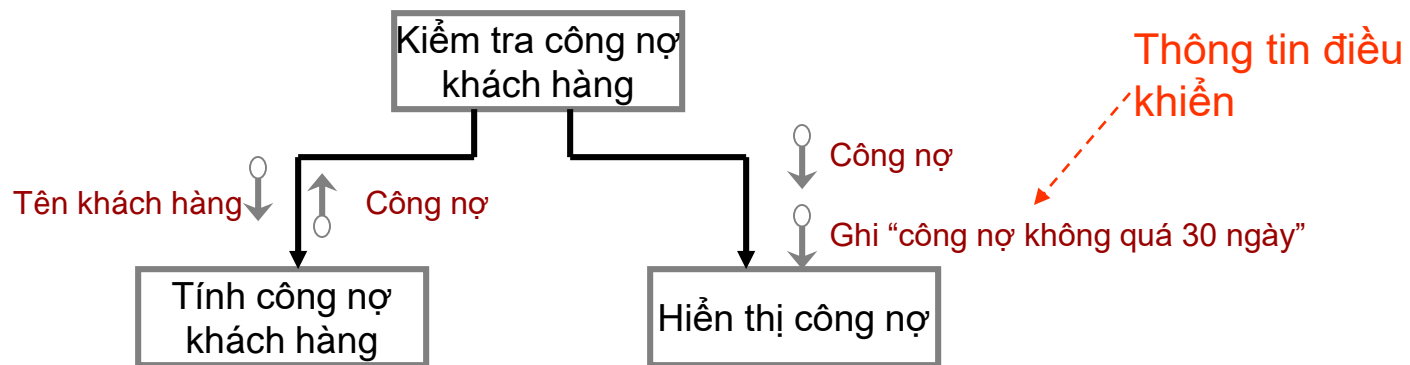 Kiểm tra công nợ
khách hàng
Thông tin điều
khiển
Công nợ
Tên khách hàng
Công nợ
Ghi “công nợ không quá 30 ngày”
Tính công nợ
khách hàng
Hiển thị công nợ